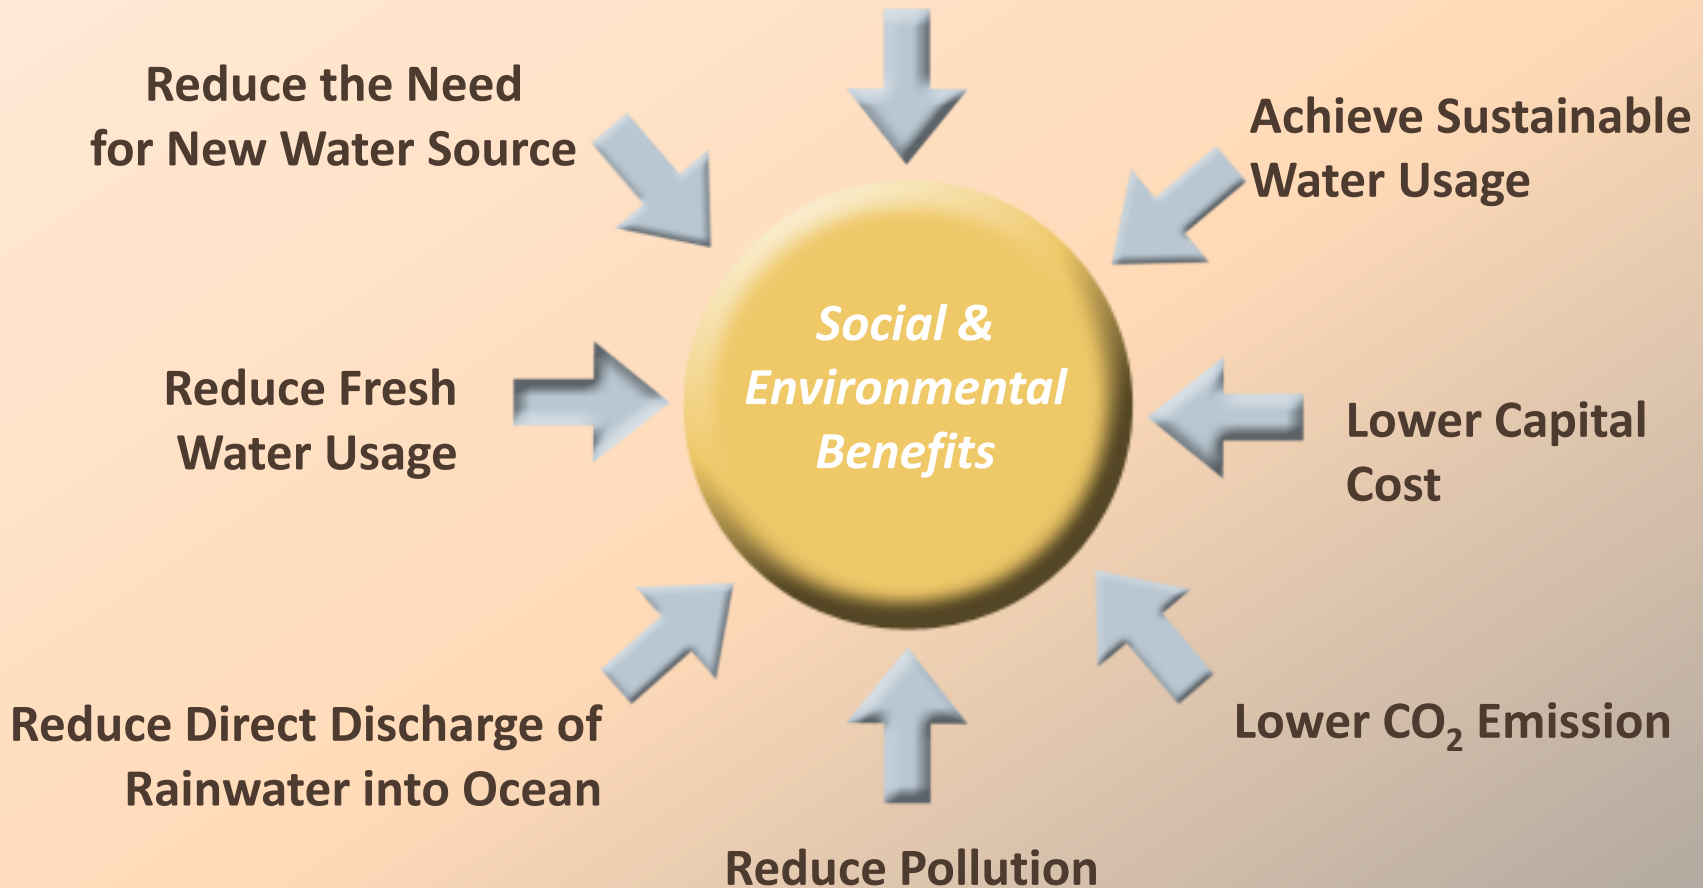 Reduce the Need
for New Water Source
Achieve Sustainable
Water Usage
Social &
Environmental
Benefits
Reduce Fresh
Water Usage
Lower Capital
Cost
Reduce Direct Discharge of
Rainwater into Ocean
Lower CO₂ Emission
Reduce Pollution